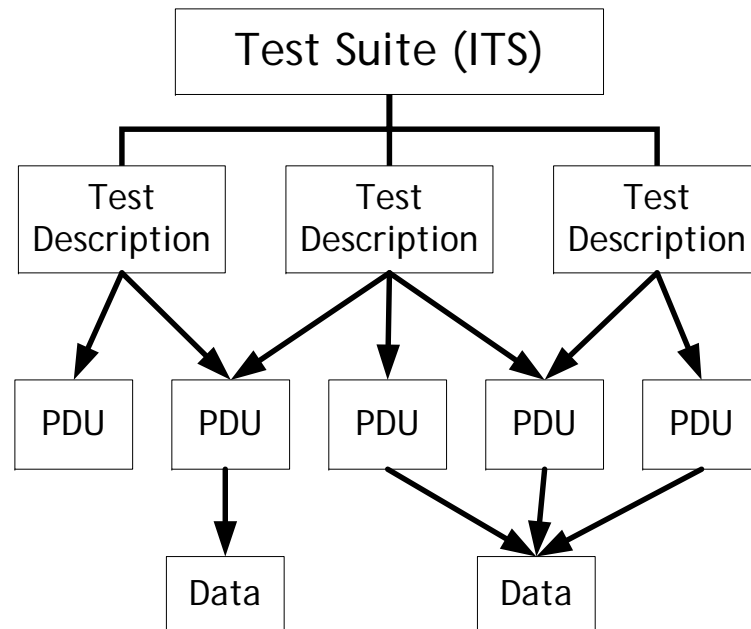 Test Suite (ITS)
Test
Description
Test
Description
Test
Description
PDU
PDU
PDU
PDU
PDU
Data
Data